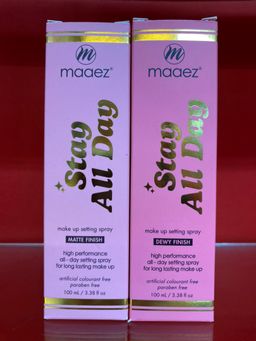 m
maaez®
Stay
All Day
make up setting spray
MATTE FINISH
high performance
all - day setting spray
for long lasting make up
artificial colourant free
paraben free
100 mL / 3.38 fl oz
m
maaez®
Stay
All Day
make up setting spray
DEWY FINISH
high performance
all - day setting spray
for long lasting make up
artificial colourant free
paraben free
100 mL / 3.38 fl oz